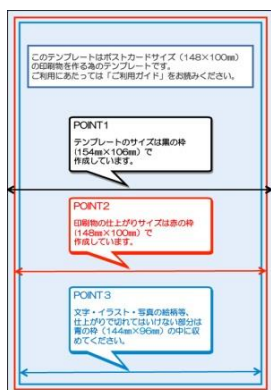 このテンプレートはポストカードサイズ（148×100㎜）
の印刷物を作る為のテンプレートです。
ご利用にあたっては「ご利用ガイド」をお読みください。
POINT1
テンプレートのサイズは黒の枠
(154㎜×106㎜) で
作成しています。
POINT2
印刷物の仕上がりサイズは赤の枠
(148㎜×100㎜) で
作成しています。
POINT3
文字・イラスト・写真の絵柄等、
仕上がりで切れてはいけない部分は
青の枠（144㎜×96㎜）の中に収
めてください。